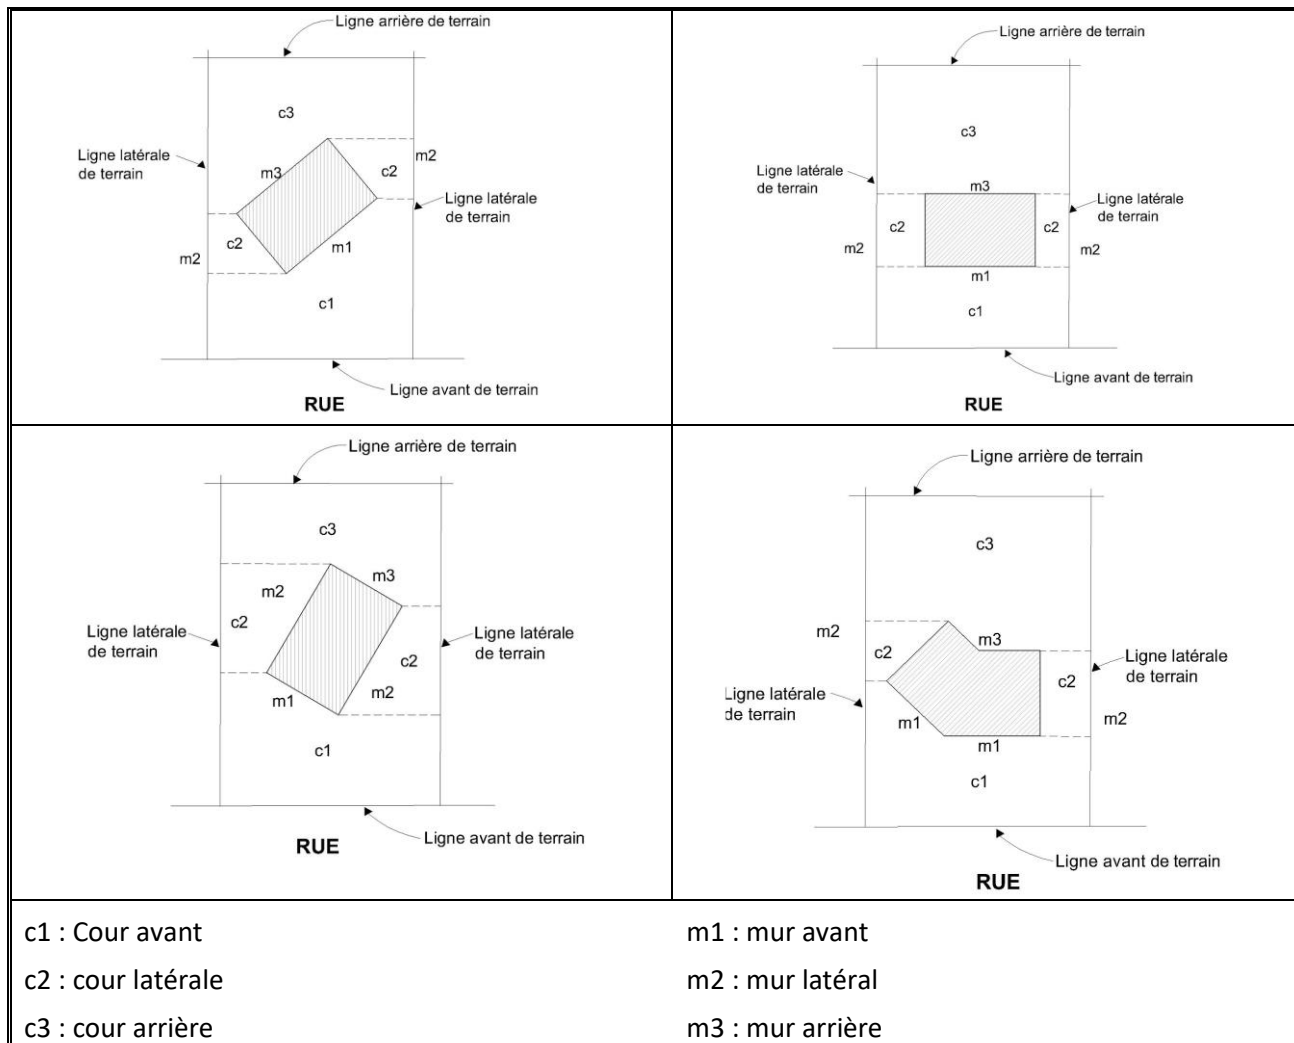 Ligne arrière de terrain
c3
Ligne latérale
de terrain
m3
c2
m2
Ligne latérale
de terrain
c2
m1
m2
c1
Ligne avant de terrain
RUE
Ligne arrière de terrain
c3
Ligne latérale
de terrain
m3
Ligne latérale
de terrain
c2
c2
m2
m2
m1
c1
Ligne avant de terrain
RUE
Ligne arrière de terrain
c3
m3
m2
c2
Ligne latérale
de terrain
Ligne latérale
de terrain
c2
m2
m1
c1
Ligne avant de terrain
RUE
Ligne arrière de terrain
c3
m2
m3
c2
Ligne latérale
de terrain
c2
Ligne latérale
de terrain
m1
m2
m1
c1
Ligne avant de terrain
RUE
c1 : Cour avant
c2 : cour latérale
c3 : cour arrière
m1 : mur avant
m2 : mur latéral
m3 : mur arrière